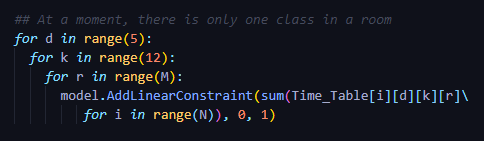 ## At a moment, there is only one class in a room
for d in range(5):
for k in range(12):
for r in range(M):
model.AddLinearConstraint(sum(Time_Table[i][d][k][r]\
for i in range(N)), 0, 1)